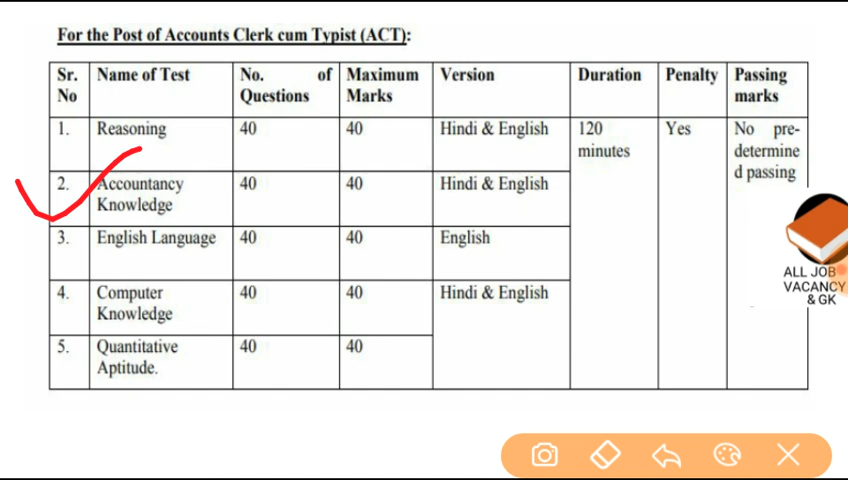 For the Post of Accounts Clerk cum Typist (ACT):
Sr. No Name of Test No. of Questions Maximum Marks Version Duration Penalty Passing marks
1. Reasoning 40 40 Hindi & English 120 minutes Yes No pre-determine d passing
2. Accountancy Knowledge 40 40 Hindi & English
3. English Language 40 40 English
4. Computer Knowledge 40 40 Hindi & English
5. Quantitative Aptitude. 40 40
ALL JOB
VACANCY
& GK